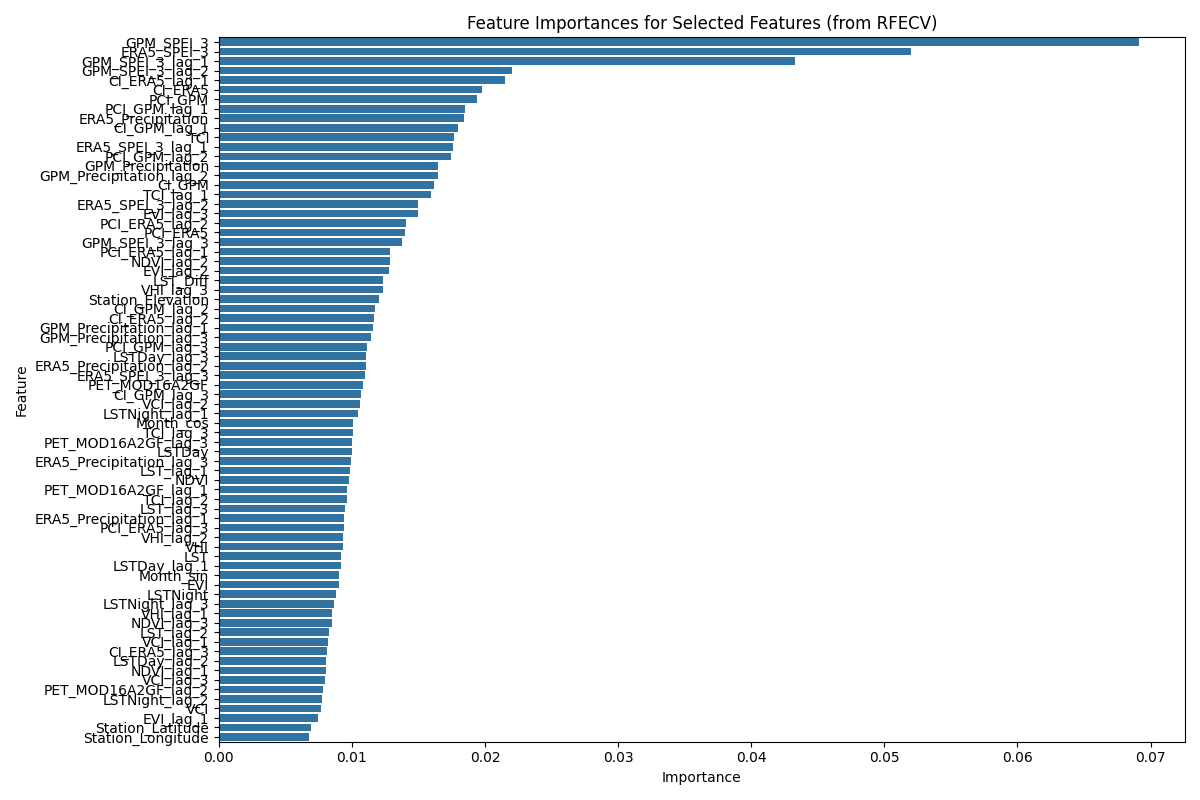 Feature Importances for Selected Features (from RFECV)
GPM_SPEI_3
ERA5_SPEI_3
GPM_SPEI_3_lag_1
GPM_SPEI_3_lag_2
CI_ERA5_lag_1
CI_ERA5
PCI_GPM
PCI_GPM_lag_1
ERA5_Precipitation
CI_GPM_lag_1
TCI
ERA5_SPEI_3_lag_1
PCI_GPM_lag_2
GPM_Precipitation
GPM_Precipitation_lag_2
CI_GPM
TCI_lag_1
ERA5_SPEI_3_lag_2
EVI_lag_3
PCI_ERA5_lag_2
PCI_ERA5
GPM_SPEI_3_lag_3
PCI_ERA5_lag_1
NDVI_lag_2
EVI_lag_2
LST_Diff
VHI_lag_3
Station_Elevation
CI_GPM_lag_2
CI_ERA5_lag_2
GPM_Precipitation_lag_1
GPM_Precipitation_lag_3
PCI_GPM_lag_3
LSTDay_lag_3
ERA5_Precipitation_lag_2
ERA5_SPEI_3_lag_3
PET_MOD16A2GF
CI_GPM_lag_3
VCI_lag_2
LSTNight_lag_1
Month_cos
TCI_lag_3
PET_MOD16A2GF_lag_3
LSTDay
ERA5_Precipitation_lag_3
LST_lag_1
NDVI
PET_MOD16A2GF_lag_1
TCI_lag_2
LST_lag_3
ERA5_Precipitation_lag_1
PCI_ERA5_lag_3
VHI_lag_2
VHI
LST
LSTDay_lag_1
Month_sin
EVI
LSTNight
LSTNight_lag_3
VHI_lag_1
NDVI_lag_3
LST_lag_2
VCI_lag_1
CI_ERA5_lag_3
LSTDay_lag_2
NDVI_lag_1
VCI_lag_3
PET_MOD16A2GF_lag_2
LSTNight_lag_2
VCI
EVI_lag_1
Station_Latitude
Station_Longitude
Feature
0.00 0.01 0.02 0.03 0.04 0.05 0.06 0.07
Importance